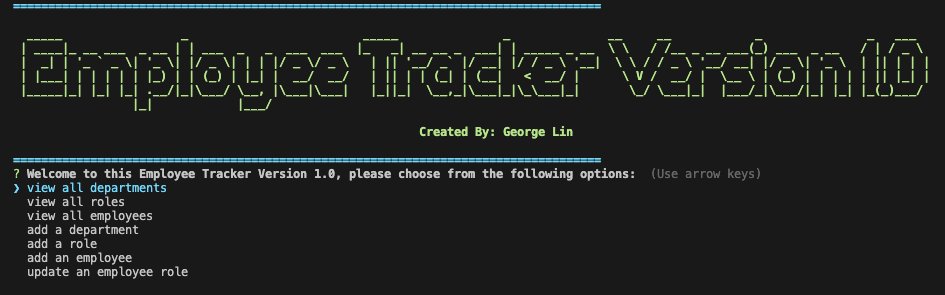 Employee Tracker Version 1.0
Created By: George Lin
? Welcome to this Employee Tracker Version 1.0, please choose from the following options:  (Use arrow keys)
❯ view all departments
view all roles
view all employees
add a department
add a role
add an employee
update an employee role